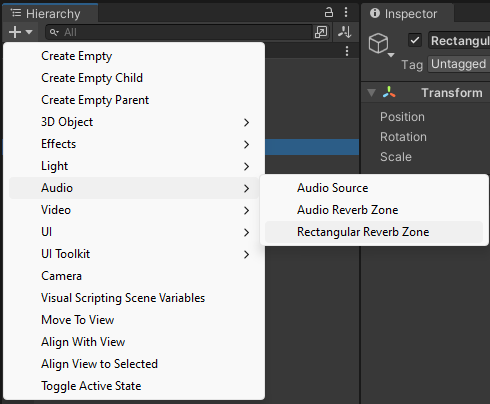 Hierarchy
All
Create Empty
Create Empty Child
Create Empty Parent
3D Object
Effects
Light
Audio
Video
UI
UI Toolkit
Camera
Visual Scripting Scene Variables
Move To View
Align With View
Align View to Selected
Toggle Active State
Audio Source
Audio Reverb Zone
Rectangular Reverb Zone
Inspector
Rectangul
Tag Untagged
Transform
Position
Rotation
Scale